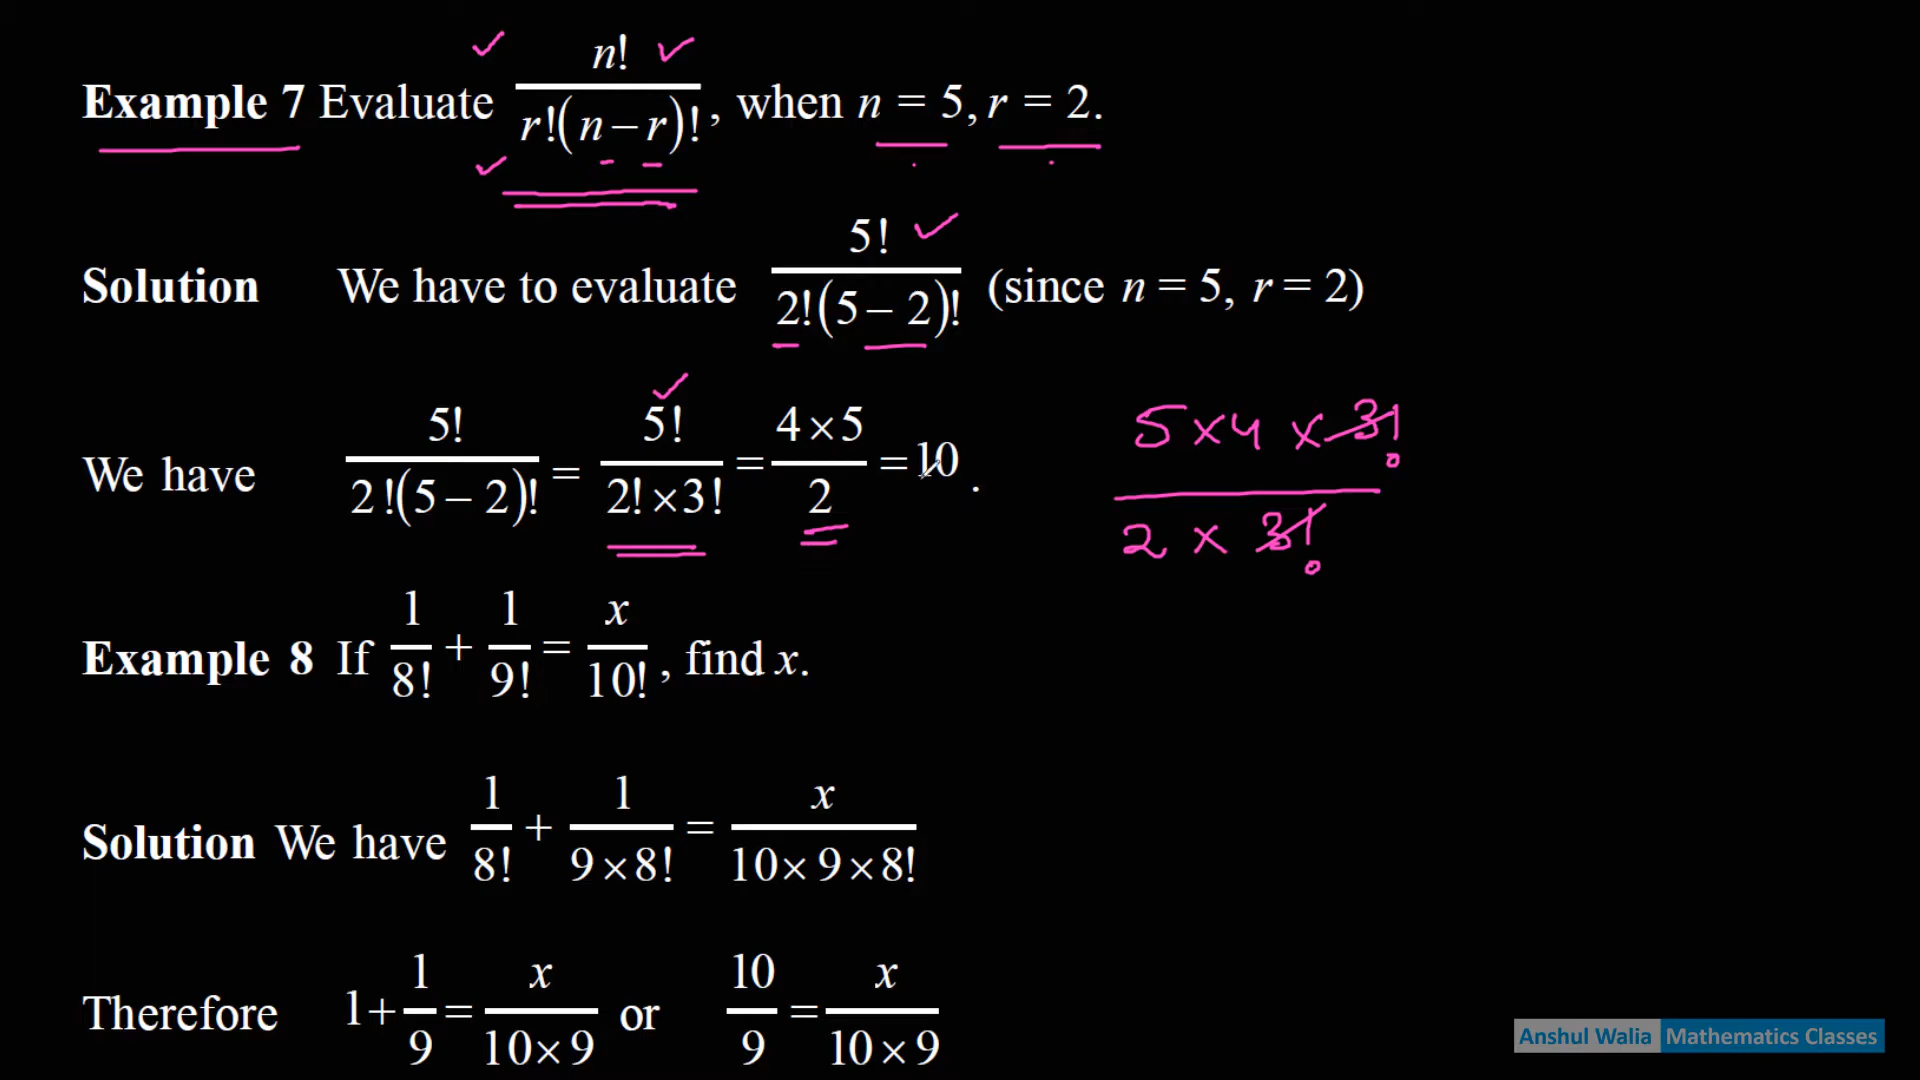 Example 7 Evaluate n!/(r!(n−r)!), when n = 5, r = 2.
Solution We have to evaluate 5!/(2!(5−2)!) (since n = 5, r = 2)
We have 5!/(2!(5−2)!) = 5!/(2!×3!) = (4×5)/2 = 10.
5×4×3!
2×3!
Example 8 If 1/8! + 1/9! = x/10!, find x.
Solution We have 1/8! + 1/(9×8!) = x/(10×9×8!)
Therefore 1+1/9 = x/(10×9) or 10/9 = x/(10×9)
Anshul Walia Mathematics Classes